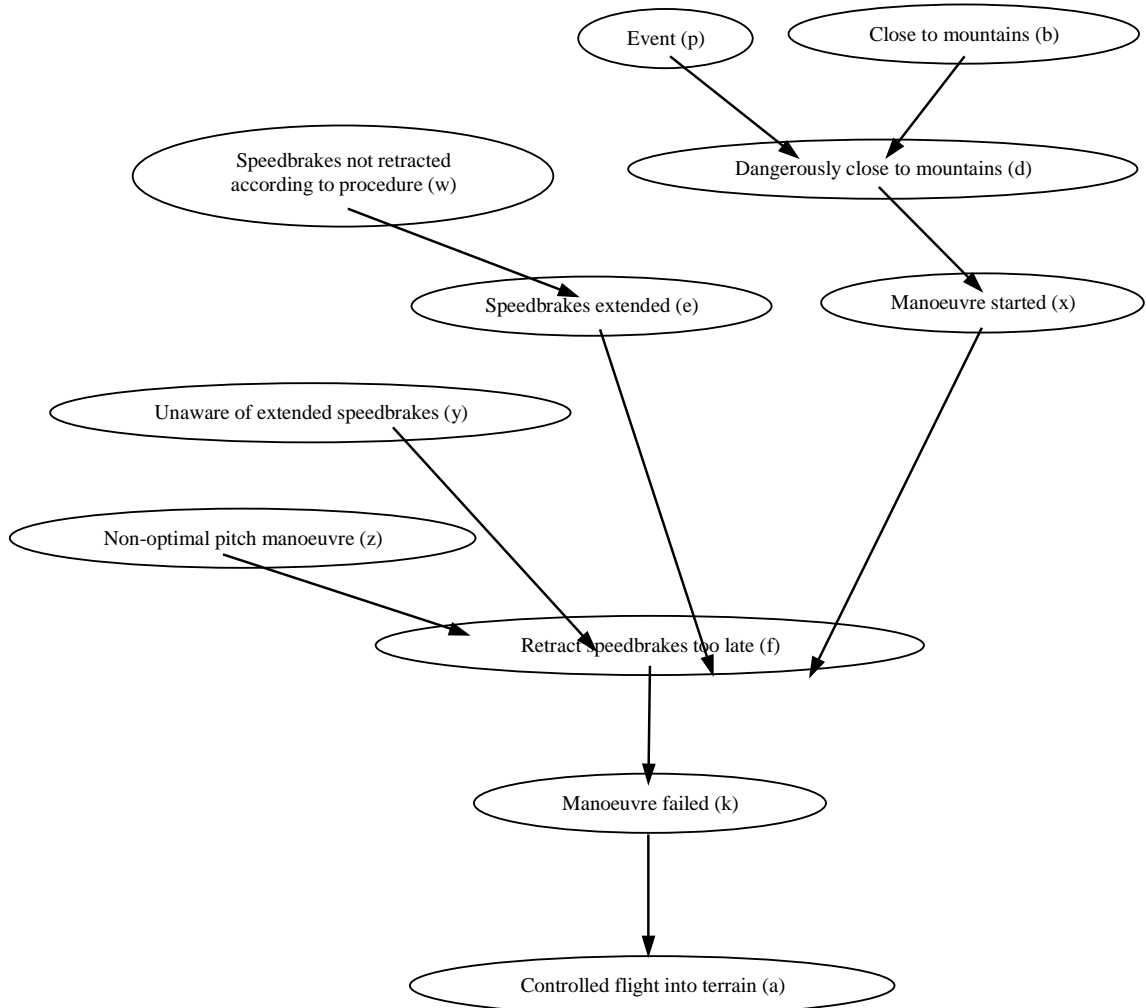 Event (p)
Close to mountains (b)
Speedbrakes not retracted
according to procedure (w)
Dangerously close to mountains (d)
Speedbrakes extended (e)
Manoeuvre started (x)
Unaware of extended speedbrakes (y)
Non-optimal pitch manoeuvre (z)
Retract speedbrakes too late (f)
Manoeuvre failed (k)
Controlled flight into terrain (a)